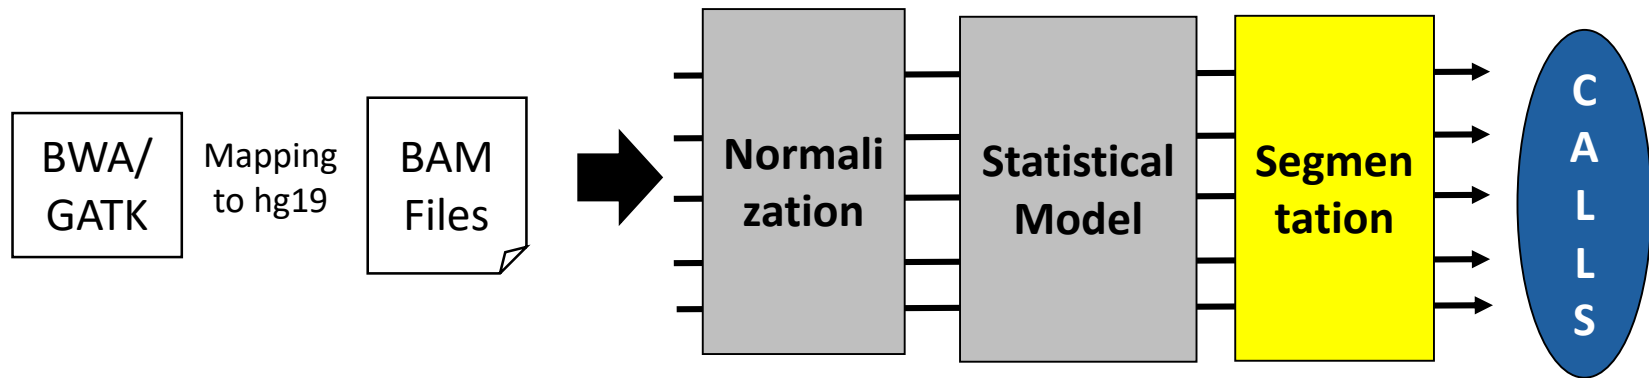 BWA/
GATK
Mapping
to hg19
BAM
Files
Normali
zation
Statistical
Model
Segmen
tation
C
A
L
L
S